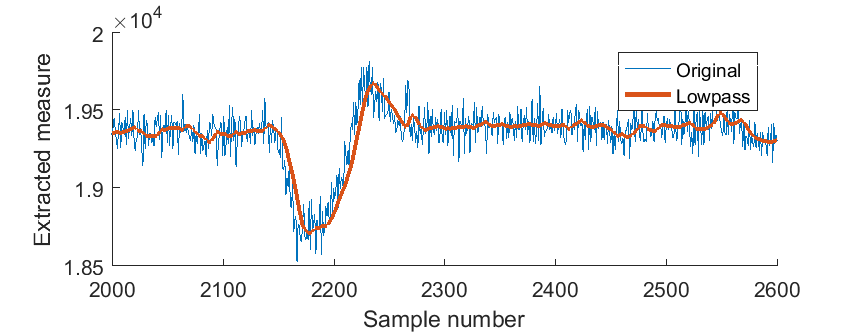 ×10⁴
2
1.95
1.9
1.85
Extracted measure
2000 2100 2200 2300 2400 2500 2600
Sample number
Original
Lowpass